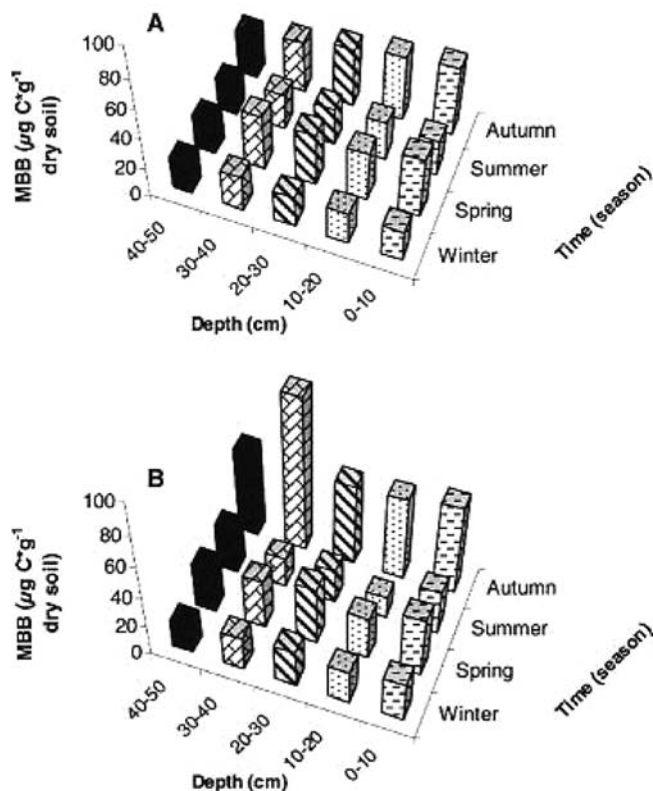 A
MBB (µg C*g⁻¹
dry soil)
100
80
60
40
20
0
40-50
30-40
20-30
10-20
0-10
Depth (cm)
Autumn
Summer
Spring
Winter
Time (season)
B
MBB (µg C*g⁻¹
dry soil)
100
80
60
40
20
0
40-50
30-40
20-30
10-20
0-10
Depth (cm)
Autumn
Summer
Spring
Winter
Time (season)